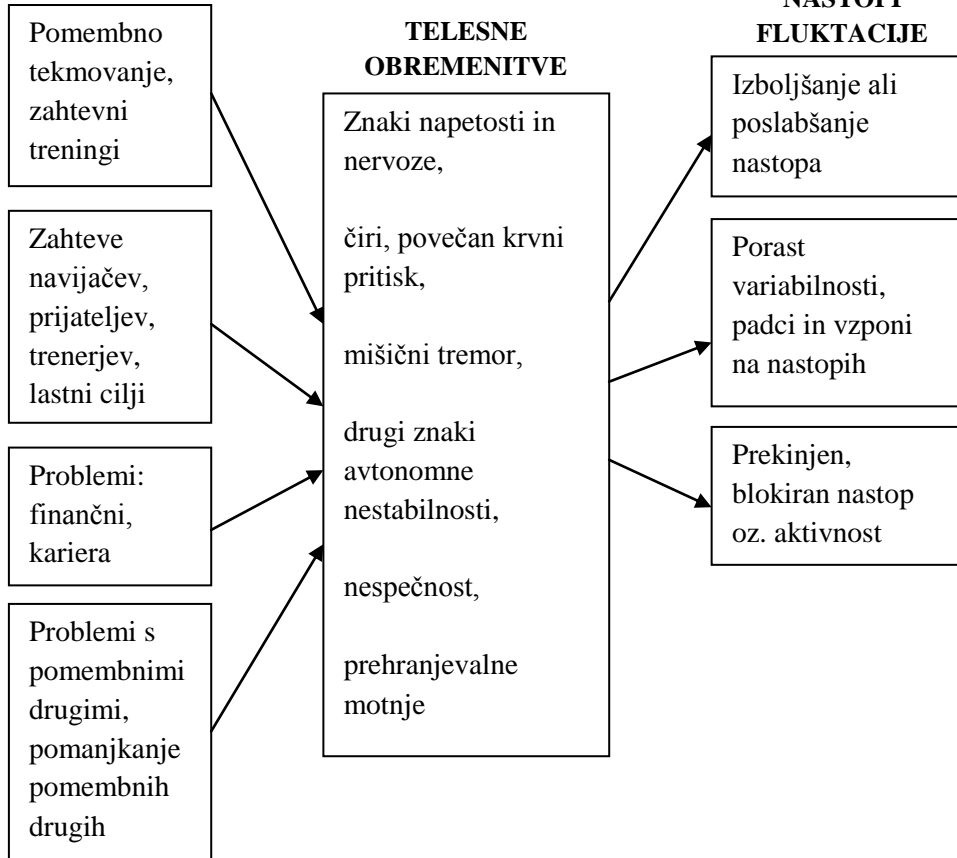 Pomembno
tekmovanje,
zahtevni
treningi
Zahteve
navijačev,
prijateljev,
trenerjev,
lastni cilji
Problemi:
finančni,
kariera
Problemi s
pomembnimi
drugimi,
pomanjkanje
pomembnih
drugih
TELESNE
OBREMENITVE
Znaki napetosti in
nervoze,
čiri, povečan krvni
pritisk,
mišični tremor,
drugi znaki
avtonomne
nestabilnosti,
nespečnost,
prehranjevalne
motnje
FLUKTACIJE
Izboljšanje ali
poslabšanje
nastopa
Porast
variabilnosti,
padci in vzponi
na nastopih
Prekinjen,
blokiran nastop
oz. aktivnost